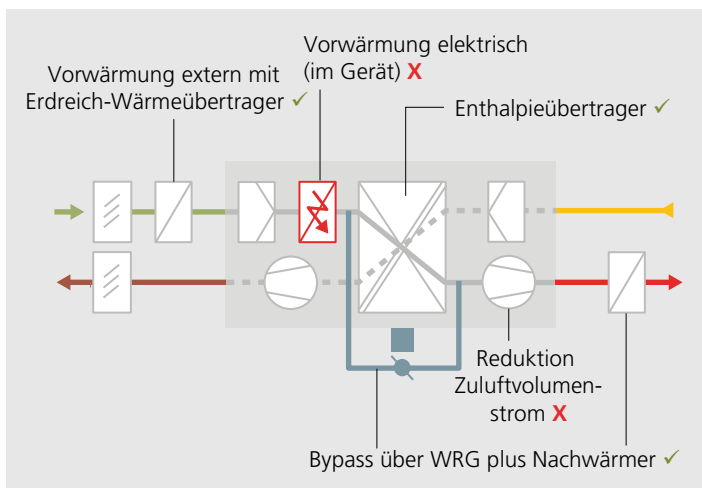 Vorwärmung elektrisch
(im Gerät) X
Vorwärmung extern mit
Erdreich-Wärmeübertrager ✓
Enthalpieübertrager ✓
Reduktion
Zuluftvolumen-
strom X
Bypass über WRG plus Nachwärmer ✓